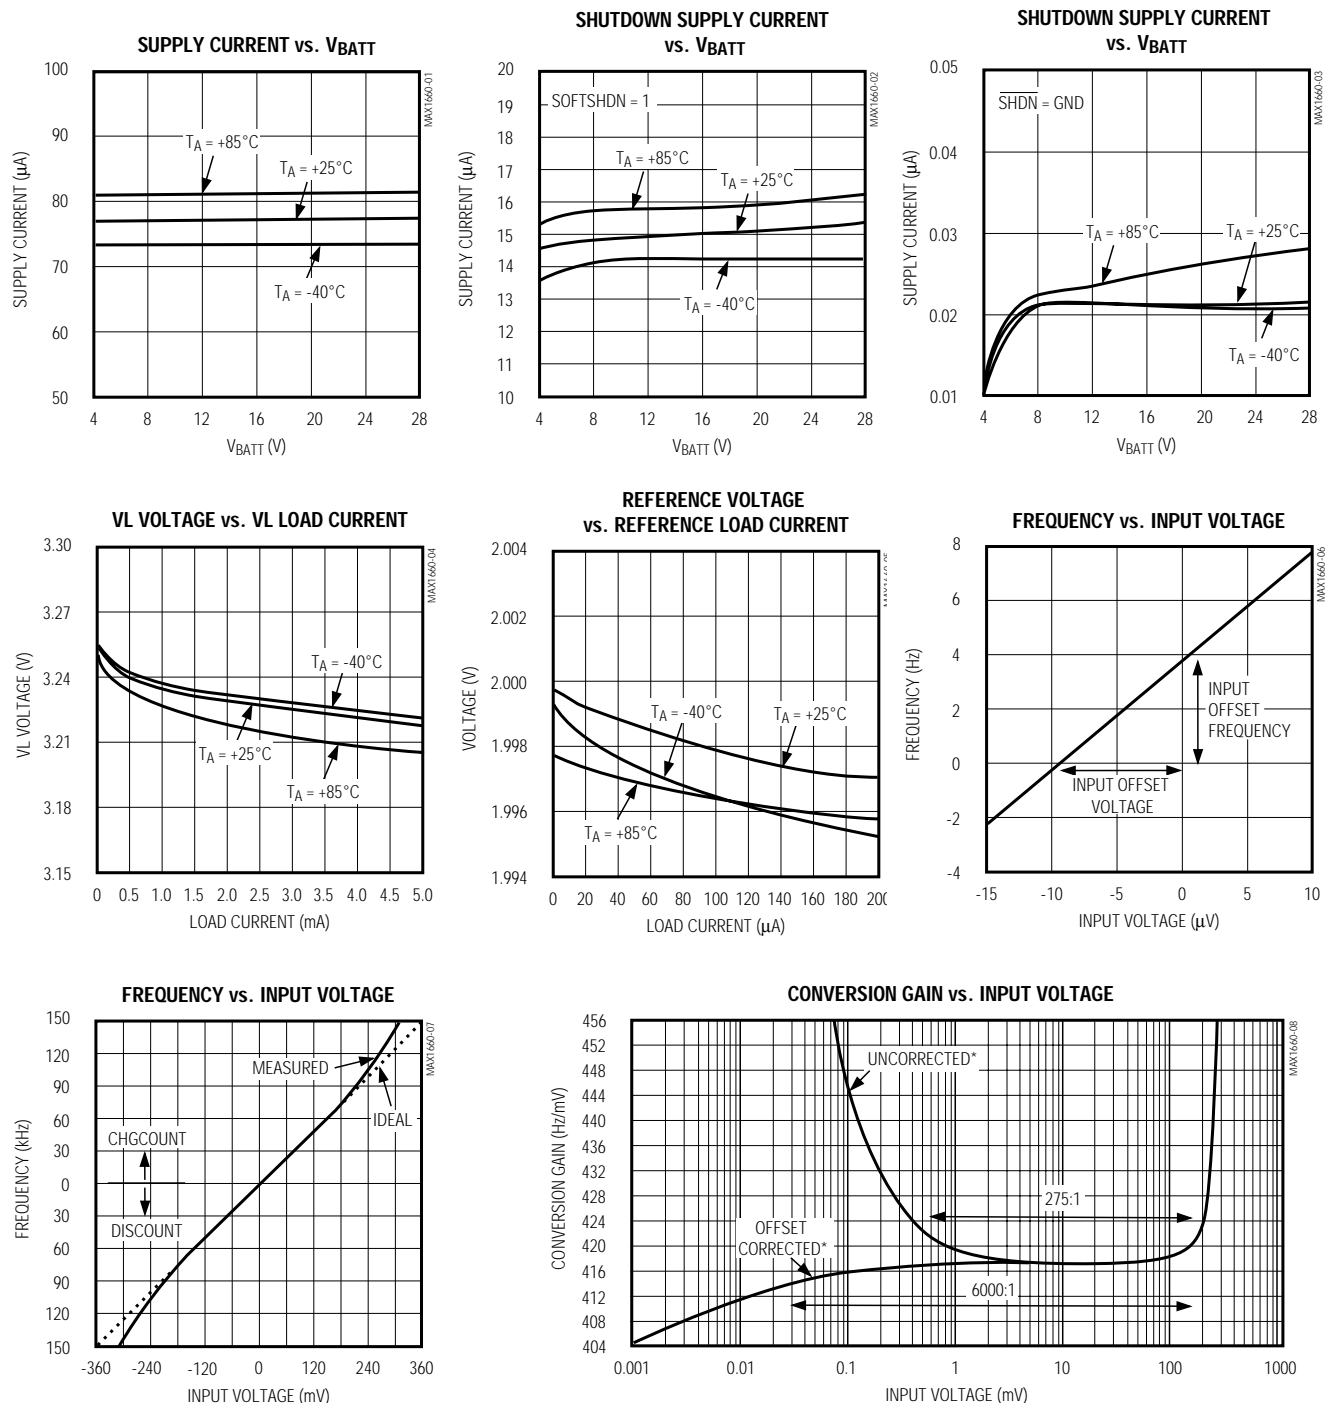 SUPPLY CURRENT vs. VBATT
100
90
80
70
60
50
SUPPLY CURRENT (μA)
TA = +85°C
TA = +25°C
TA = -40°C
4 8 12 16 20 24 28
VBATT (V)
MAX1660-01
SHUTDOWN SUPPLY CURRENT
vs. VBATT
20
19
18
17
16
15
14
13
12
11
10
SUPPLY CURRENT (μA)
SOFTSHDN = 1
TA = +85°C
TA = +25°C
TA = -40°C
4 8 12 16 20 24 28
VBATT (V)
MAX1660-02
SHUTDOWN SUPPLY CURRENT
vs. VBATT
0.05
0.04
0.03
0.02
0.01
SUPPLY CURRENT (μA)
SHDN = GND
TA = +85°C
TA = +25°C
TA = -40°C
4 8 12 16 20 24 28
VBATT (V)
MAX1660-03
VL VOLTAGE vs. VL LOAD CURRENT
3.30
3.27
3.24
3.21
3.18
3.15
VL VOLTAGE (V)
TA = -40°C
TA = +25°C
TA = +85°C
0 1.5 1.0 2.0 2.5 3.0 3.5 4.0 4.5 5.0
LOAD CURRENT (mA)
MAX1660-04
REFERENCE VOLTAGE
vs. REFERENCE LOAD CURRENT
2.004
2.002
2.000
1.998
1.996
1.994
VOLTAGE (V)
TA = -40°C
TA = +25°C
TA = +85°C
0 20 40 60 80 100 120 140 160 180 200
LOAD CURRENT (μA)
FREQUENCY vs. INPUT VOLTAGE
8
6
4
2
0
-2
-4
FREQUENCY (Hz)
INPUT
OFFSET
FREQUENCY
INPUT OFFSET
VOLTAGE
-15 -10 -5 0 5 10
INPUT VOLTAGE (μV)
MAX1660-06
FREQUENCY vs. INPUT VOLTAGE
150
120
90
60
30
0
30
60
90
120
150
FREQUENCY (kHz)
MEASURED
IDEAL
CHGCOUNT
DISCOUNT
-360 -240 -120 0 120 240 360
INPUT VOLTAGE (mV)
MAX1660-07
CONVERSION GAIN vs. INPUT VOLTAGE
456
452
448
444
440
436
432
428
424
420
416
412
408
404
CONVERSION GAIN (Hz/mV)
UNCORRECTED*
275:1
OFFSET
CORRECTED*
6000:1
0.001 0.01 0.1 1 10 100 1000
INPUT VOLTAGE (mV)
MAX1660-08